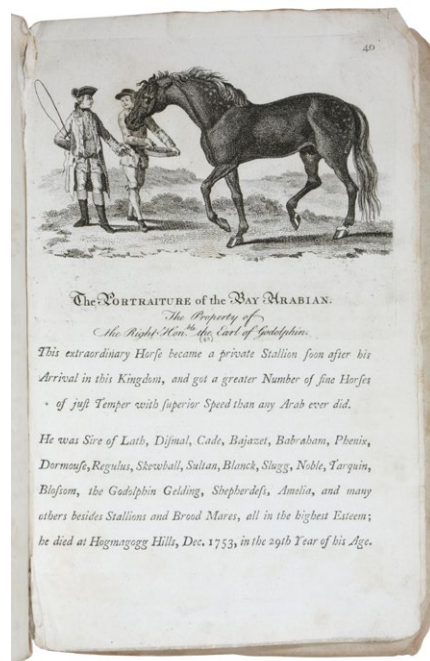 40
The PORTRAITURE of the BAY ARABIAN.
The Property of
the Right Hon.ble the Earl of Godolphin.
This extraordinary Horse became a private Stallion soon after his
Arrival in this Kingdom, and got a greater Number of fine Horses
of juſt Temper with ſuperior Speed than any Arab ever did.
He was Sire of Lath, Diſmal, Cade, Bajazet, Babraham, Phenix,
Dormouſe, Regulus, Skewball, Sultan, Blanck, Slugg, Noble, Tarquin,
Bloſſom, the Godolphin Gelding, Shepherdeſs, Amelia, and many
others beſides Stallions and Brood Mares, all in the higheſt Eſteem;
he died at Hogmagogg Hills, Dec. 1753, in the 29th Year of his Age.